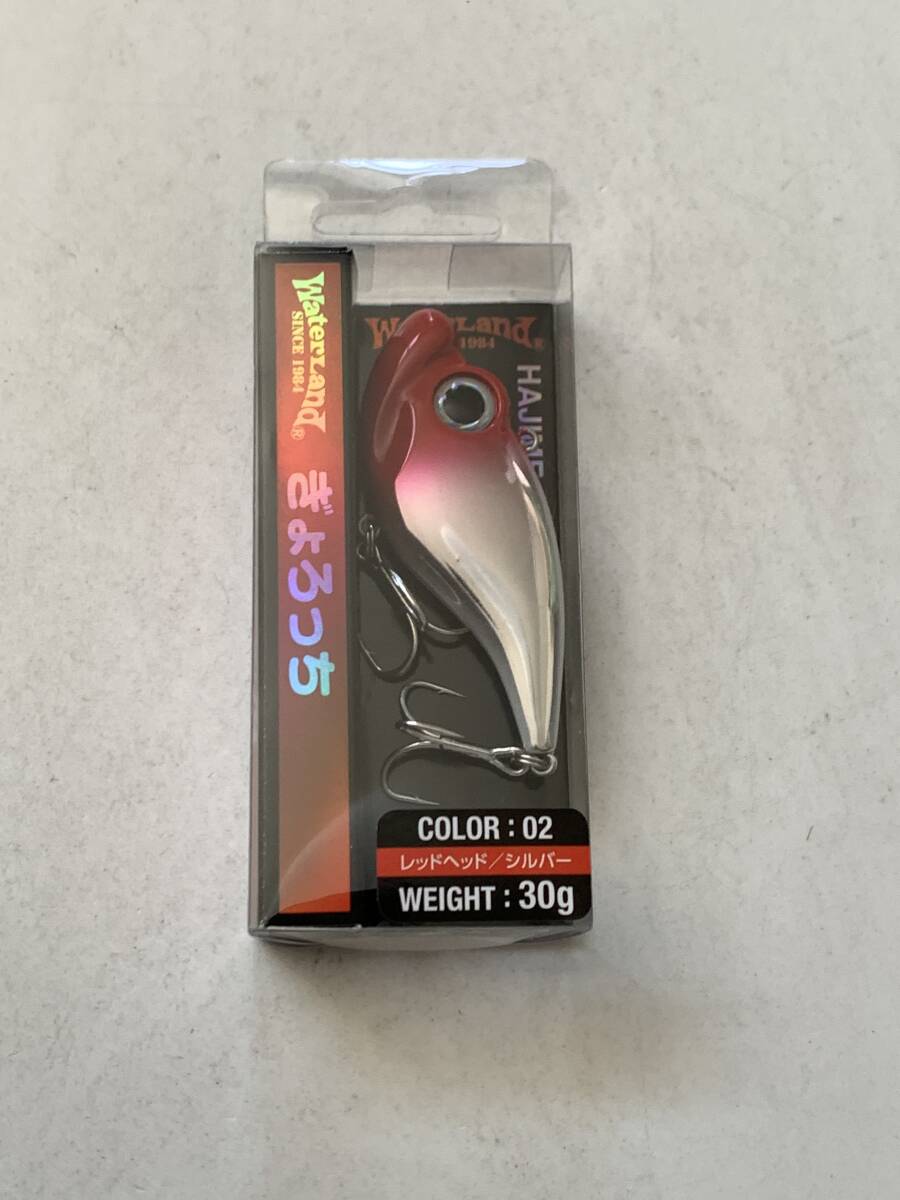 WaterLand®
SINCE 1984
ぎょろっち
WaterLand®
1984
COLOR : 02
レッドヘッド／シルバー
WEIGHT : 30g